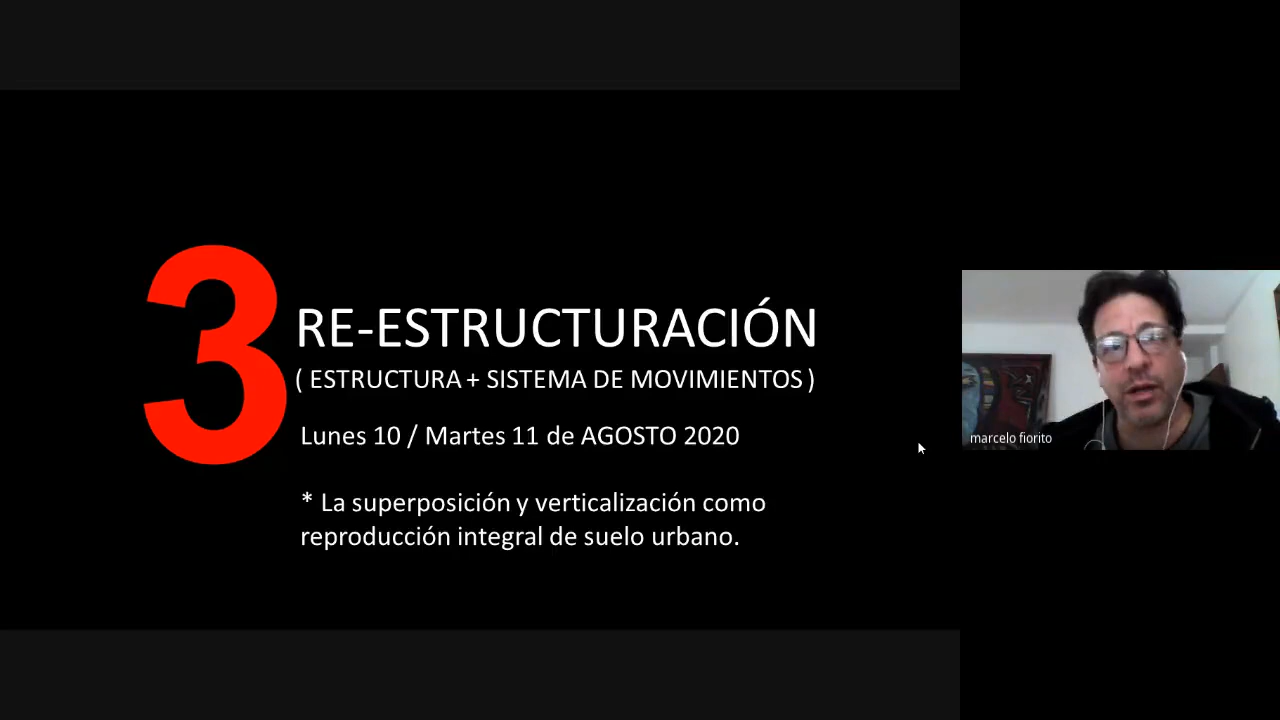 3
RE-ESTRUCTURACIÓN
( ESTRUCTURA + SISTEMA DE MOVIMIENTOS )
Lunes 10 / Martes 11 de AGOSTO 2020
* La superposición y verticalización como
reproducción integral de suelo urbano.
marcelo fiorito